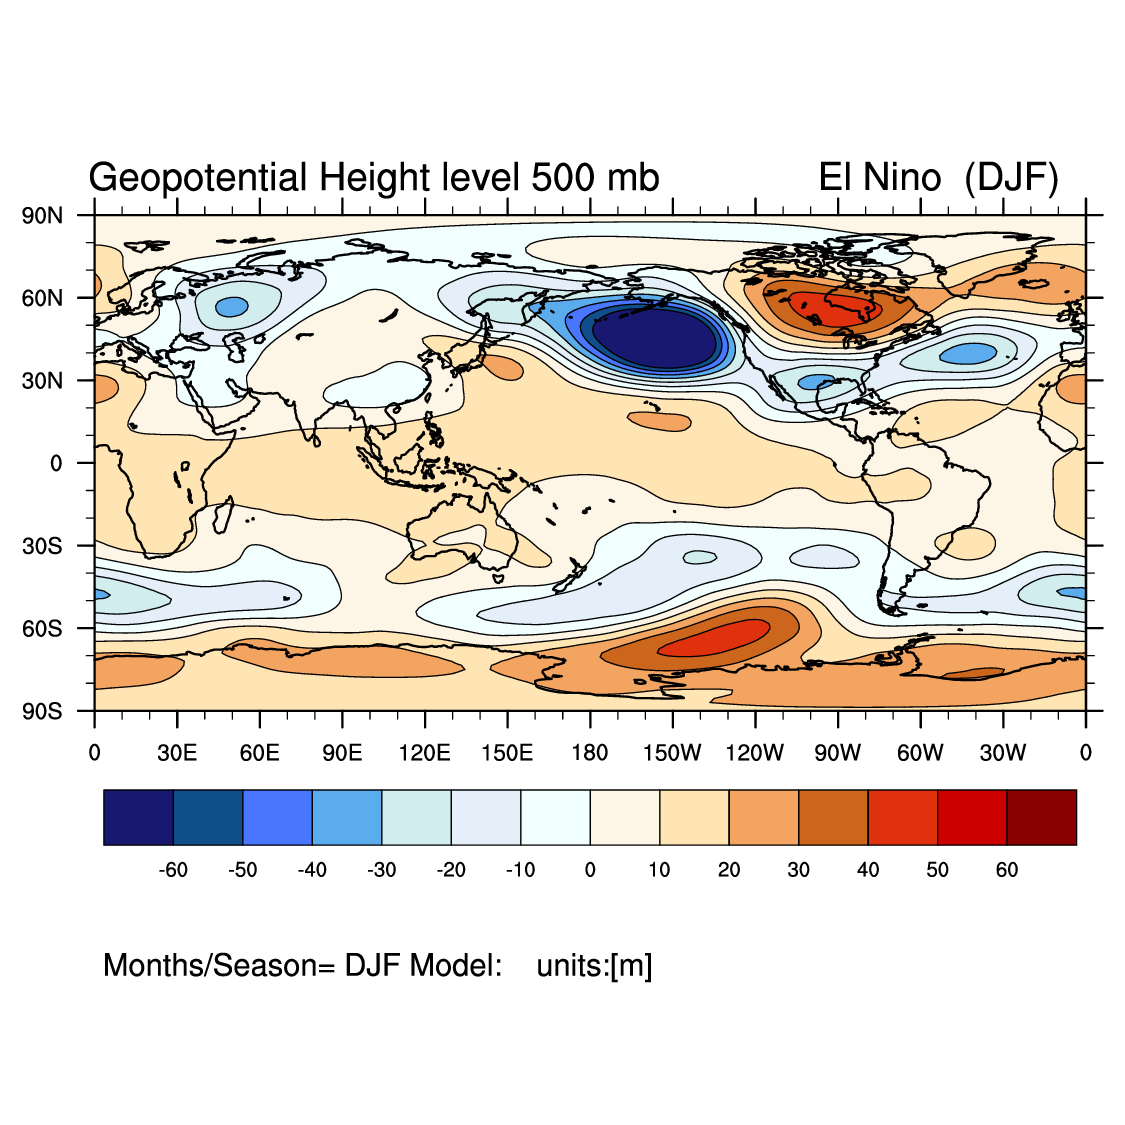 Geopotential Height level 500 mb El Nino (DJF)
90N
60N
30N
0
30S
60S
90S
0 30E 60E 90E 120E 150E 180 150W 120W 90W 60W 30W 0
-60 -50 -40 -30 -20 -10 0 10 20 30 40 50 60
Months/Season= DJF Model: units:[m]